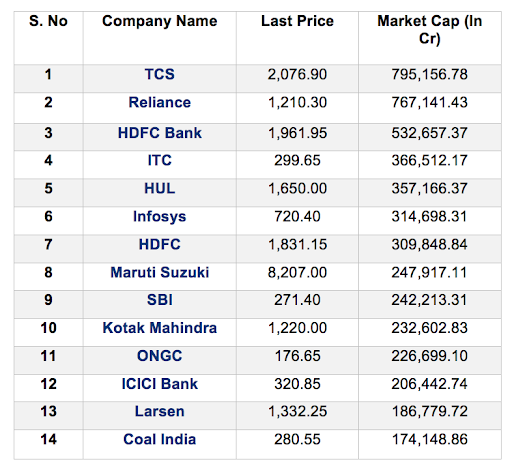 S. No Company Name Last Price Market Cap (In
Cr)
1 TCS 2,076.90 795,156.78
2 Reliance 1,210.30 767,141.43
3 HDFC Bank 1,961.95 532,657.37
4 ITC 299.65 366,512.17
5 HUL 1,650.00 357,166.37
6 Infosys 720.40 314,698.31
7 HDFC 1,831.15 309,848.84
8 Maruti Suzuki 8,207.00 247,917.11
9 SBI 271.40 242,213.31
10 Kotak Mahindra 1,220.00 232,602.83
11 ONGC 176.65 226,699.10
12 ICICI Bank 320.85 206,442.74
13 Larsen 1,332.25 186,779.72
14 Coal India 280.55 174,148.86